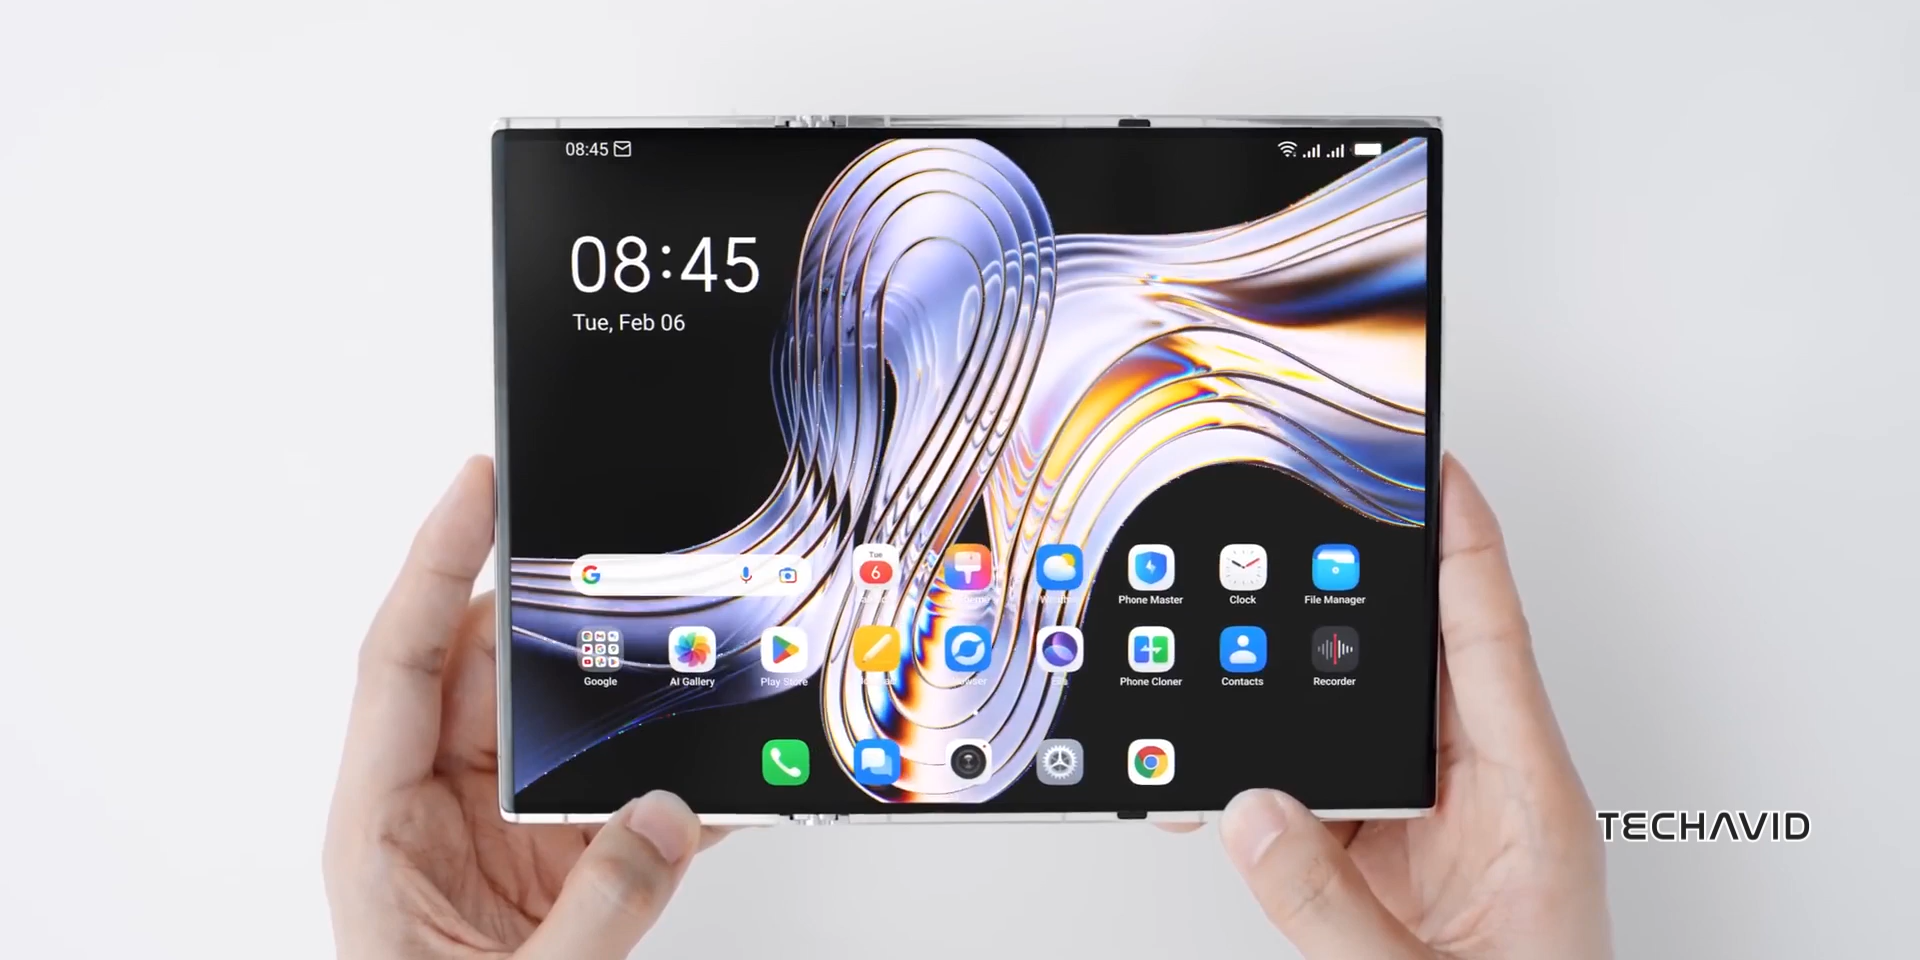 08:45
08:45
Tue, Feb 06
Tue
6
Phone Master
Clock
File Manager
Google
AI Gallery
Play Store
Phone Cloner
Contacts
Recorder
TECHAVID